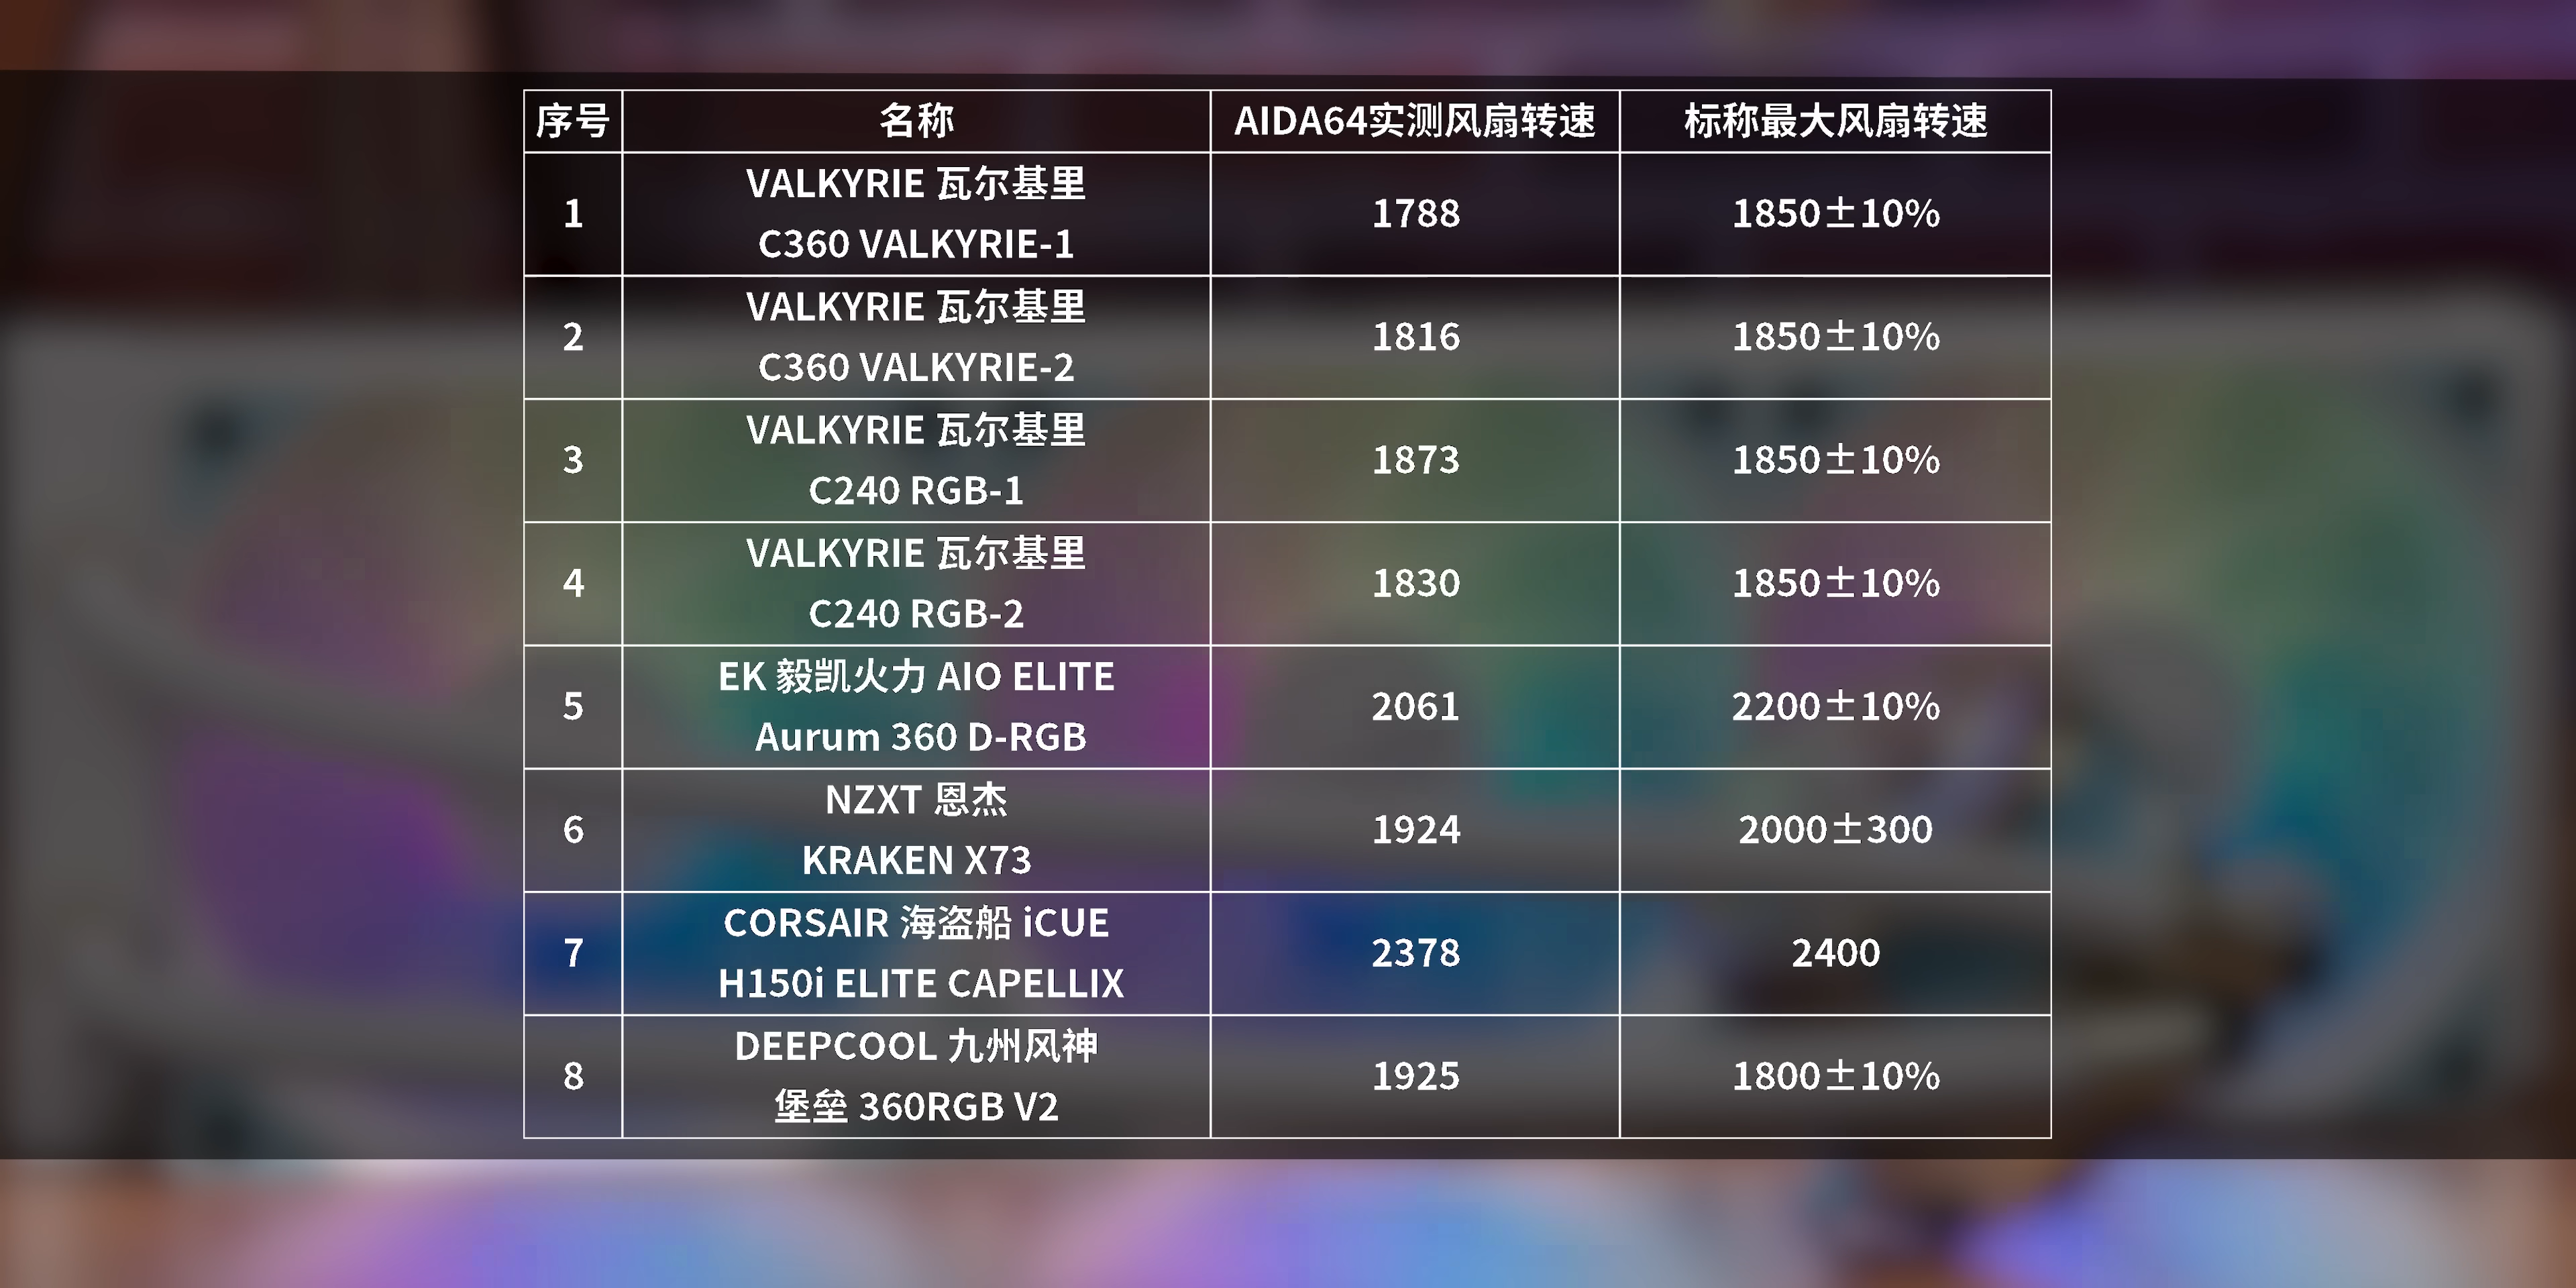 序号 名称 AIDA64实测风扇转速 标称最大风扇转速
1 VALKYRIE 瓦尔基里 1788 1850±10%
C360 VALKYRIE-1
2 VALKYRIE 瓦尔基里 1816 1850±10%
C360 VALKYRIE-2
3 VALKYRIE 瓦尔基里 1873 1850±10%
C240 RGB-1
4 VALKYRIE 瓦尔基里 1830 1850±10%
C240 RGB-2
5 EK 毅凯火力 AIO ELITE 2061 2200±10%
Aurum 360 D-RGB
6 NZXT 恩杰 1924 2000±300
KRAKEN X73
7 CORSAIR 海盗船 iCUE 2378 2400
H150i ELITE CAPELLIX
8 DEEPCOOL 九州风神 1925 1800±10%
堡垒 360RGB V2